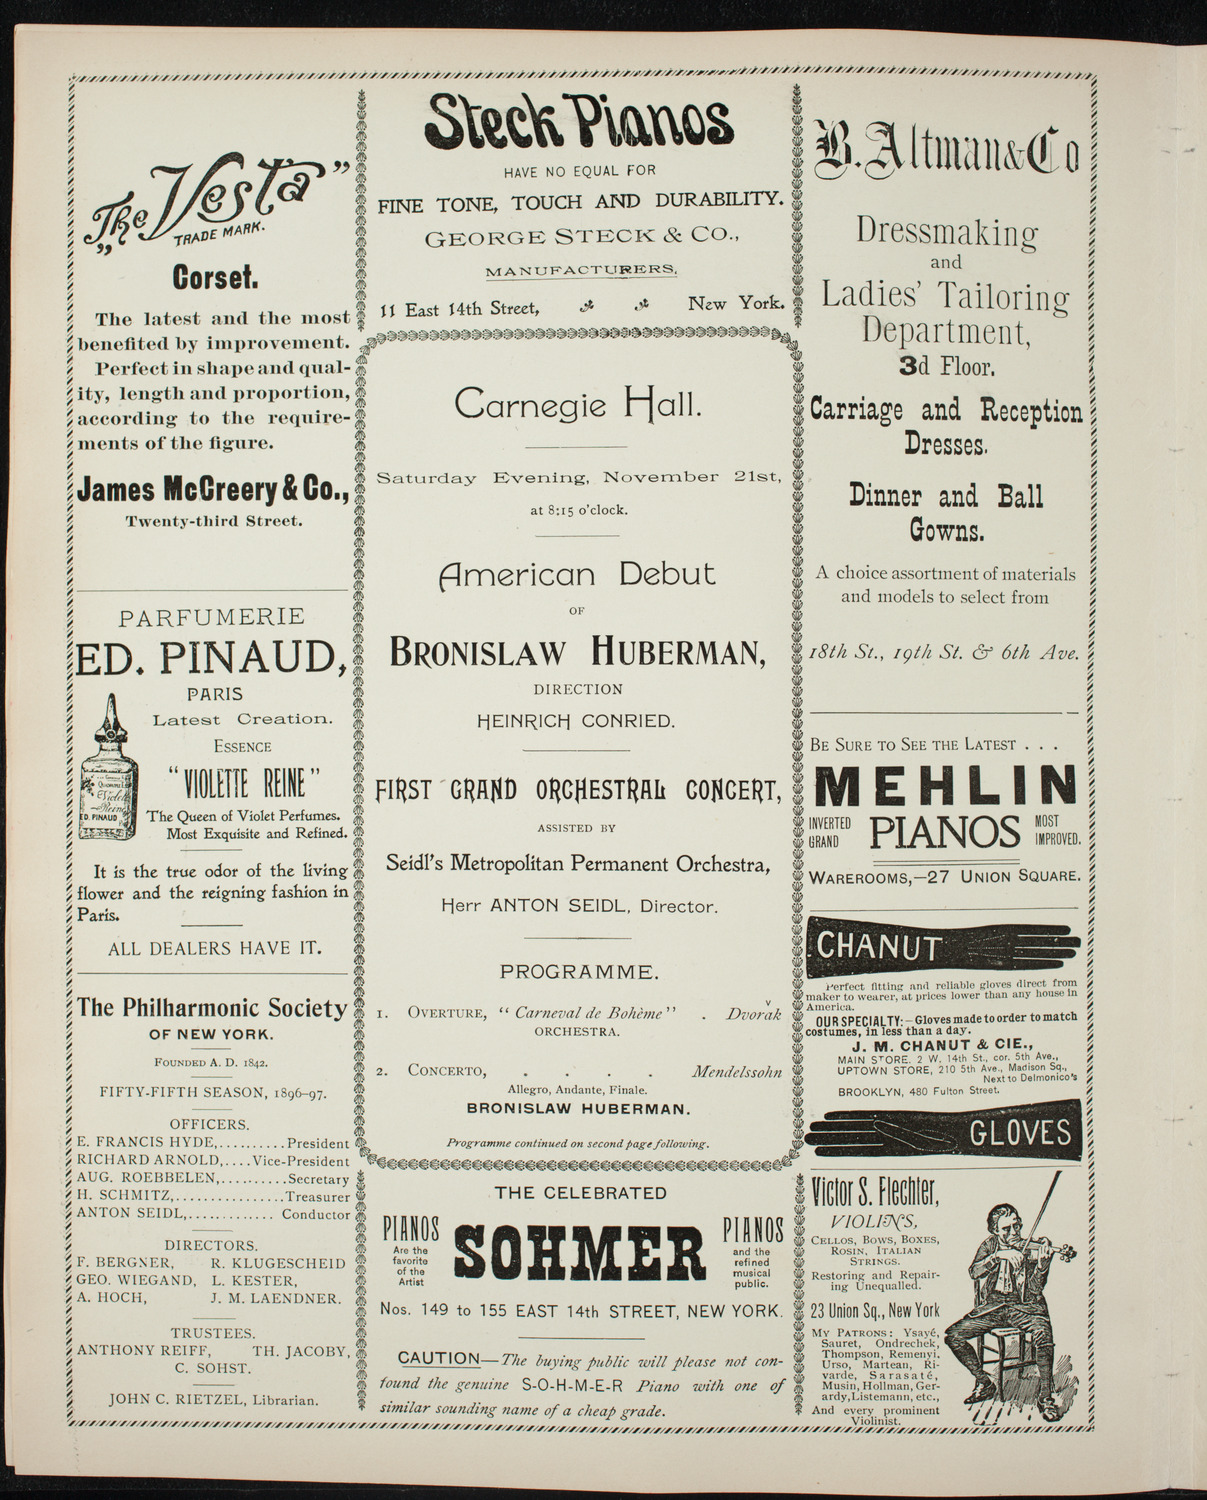 "The Vesta"
TRADE MARK.
Corset.
The latest and the most
benefited by improvement.
Perfect in shape and qual-
ity, length and proportion,
according to the require-
ments of the figure.
James McCreery & Co.,
Twenty-third Street.
PARFUMERIE
ED. PINAUD,
PARIS
Latest Creation.
ESSENCE
"VIOLETTE REINE"
The Queen of Violet Perfumes.
Most Exquisite and Refined.
Violette
Reine
ED. PINAUD
It is the true odor of the living
flower and the reigning fashion in
Paris.
ALL DEALERS HAVE IT.
The Philharmonic Society
OF NEW YORK.
FOUNDED A. D. 1842.
FIFTY-FIFTH SEASON, 1896-97.
OFFICERS.
E. FRANCIS HYDE,..........President
RICHARD ARNOLD,....Vice-President
AUG. ROEBBELEN,..........Secretary
H. SCHMITZ,................Treasurer
ANTON SEIDL,............. Conductor
DIRECTORS.
F. BERGNER, R. KLUGESCHEID
GEO. WIEGAND, L. KESTER,
A. HOCH, J. M. LAENDNER.
TRUSTEES.
ANTHONY REIFF, TH. JACOBY,
C. SOHST.
JOHN C. RIETZEL, Librarian.
Steck Pianos
HAVE NO EQUAL FOR
FINE TONE, TOUCH AND DURABILITY.
GEORGE STECK & CO.,
MANUFACTURERS,
11 East 14th Street, New York.
Carnegie Hall.
Saturday Evening, November 21st,
at 8:15 o'clock.
American Debut
OF
BRONISLAW HUBERMAN,
DIRECTION
HEINRICH CONRIED.
FIRST GRAND ORCHESTRAL CONCERT,
ASSISTED BY
Seidl's Metropolitan Permanent Orchestra,
Herr ANTON SEIDL, Director.
PROGRAMME.
1. OVERTURE, "Carneval de Bohème" . Dvořák
ORCHESTRA.
2. CONCERTO, . . . . Mendelssohn
Allegro, Andante, Finale.
BRONISLAW HUBERMAN.
Programme continued on second page following.
THE CELEBRATED
PIANOS
Are the
favorite
of the
Artist
SOHMER
PIANOS
and the
refined
musical
public.
Nos. 149 to 155 EAST 14th STREET, NEW YORK.
CAUTION—The buying public will please not con-
found the genuine S-O-H-M-E-R Piano with one of
similar sounding name of a cheap grade.
B. Altman & Co
Dressmaking
and
Ladies' Tailoring
Department,
3d Floor.
Carriage and Reception
Dresses.
Dinner and Ball
Gowns.
A choice assortment of materials
and models to select from
18th St., 19th St. & 6th Ave.
BE SURE TO SEE THE LATEST . . .
MEHLIN
INVERTED
GRAND
PIANOS
MOST
IMPROVED.
WAREROOMS,—27 UNION SQUARE.
CHANUT
Perfect fitting and reliable gloves direct from
maker to wearer, at prices lower than any house in
America.
OUR SPECIALTY:—Gloves made to order to match
costumes, in less than a day.
J. M. CHANUT & CIE.,
MAIN STORE, 2 W. 14th St., cor. 5th Ave.,
UPTOWN STORE, 210 5th Ave., Madison Sq.,
Next to Delmonico's
BROOKLYN, 480 Fulton Street.
GLOVES
Victor S. Flechter,
VIOLINS,
CELLOS, BOWS, BOXES,
ROSIN, ITALIAN
STRINGS.
Restoring and Repair-
ing Unequalled.
23 Union Sq., New York
MY PATRONS: Ysayé,
Sauret, Ondrechek,
Thompson, Remenyi,
Urso, Martean, Ri-
varde, Sarasaté,
Musin, Hollman, Ger-
ardy, Listemann, etc.,
And every prominent
Violinist.